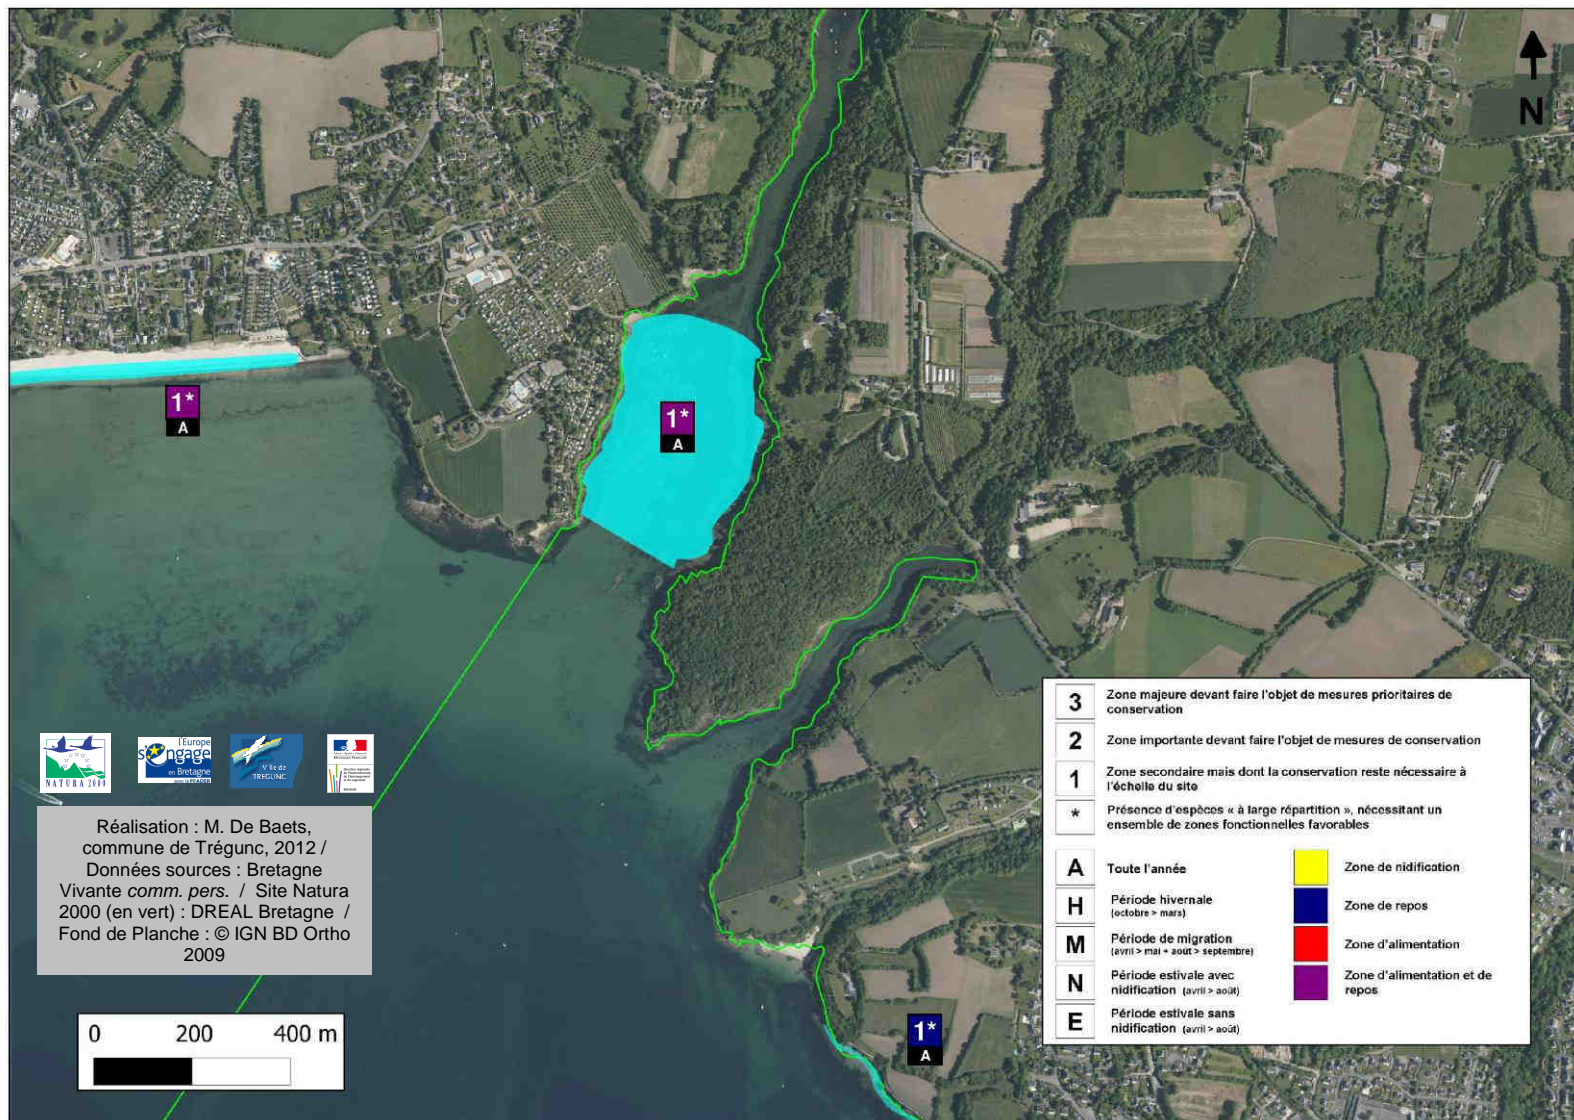 N
1*
A
1*
A
3 Zone majeure devant faire l'objet de mesures prioritaires de
conservation
2 Zone importante devant faire l'objet de mesures de conservation
1 Zone secondaire mais dont la conservation reste nécessaire à
l'échelle du site
* Présence d'espèces « à large répartition », nécessitant un
ensemble de zones fonctionnelles favorables
A Toute l'année
H Période hivernale
(octobre > mars)
M Période de migration
(avril > mai + août > septembre)
N Période estivale avec
nidification (avril > août)
E Période estivale sans
nidification (avril > août)
Zone de nidification
Zone de repos
Zone d'alimentation
Zone d'alimentation et de
repos
NATURA 2000
l'Europe
s'engage
en Bretagne
avec le FEADER
Ville de
TREGUNC
Réalisation : M. De Baets,
commune de Trégunc, 2012 /
Données sources : Bretagne
Vivante comm. pers. / Site Natura
2000 (en vert) : DREAL Bretagne /
Fond de Planche : © IGN BD Ortho
2009
0 200 400 m
1*
A